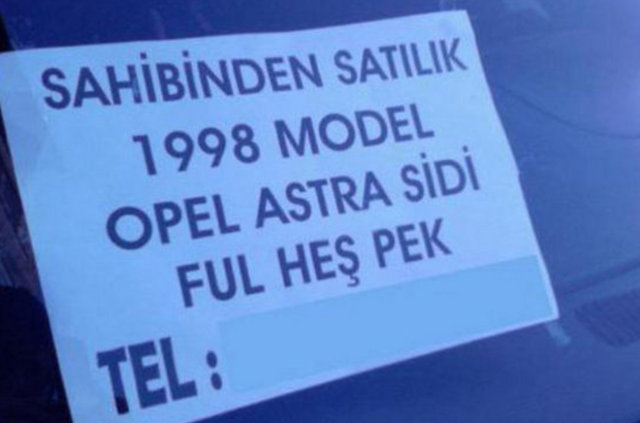 SAHİBİNDEN SATILIK
1998 MODEL
OPEL ASTRA SİDİ
FUL HEŞ PEK
TEL :